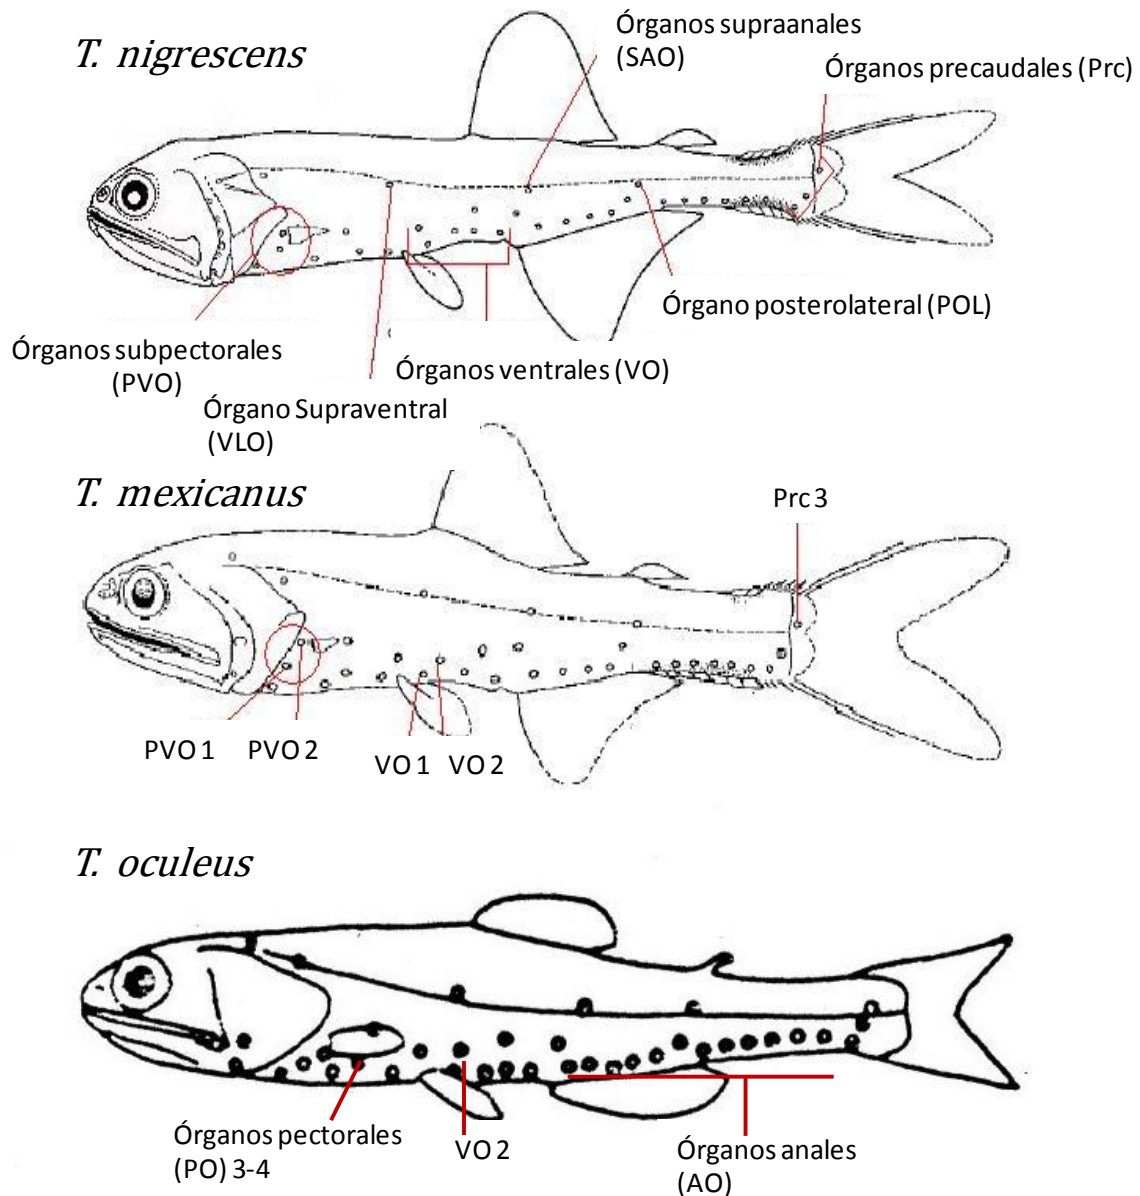 T. nigrescens
Órganos supraanales
(SAO)
Órganos precaudales (Prc)
Órgano posterolateral (POL)
Órganos subpectorales
(PVO)
Órganos ventrales (VO)
Órgano Supraventral
(VLO)
T. mexicanus
Prc 3
PVO 1
PVO 2
VO 1
VO 2
T. oculeus
Órganos pectorales
(PO) 3-4
VO 2
Órganos anales
(AO)